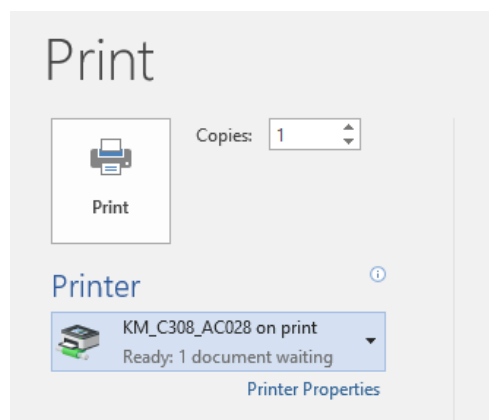 Print
Copies: 1
Print
Printer
KM_C308_AC028 on print
Ready: 1 document waiting
Printer Properties